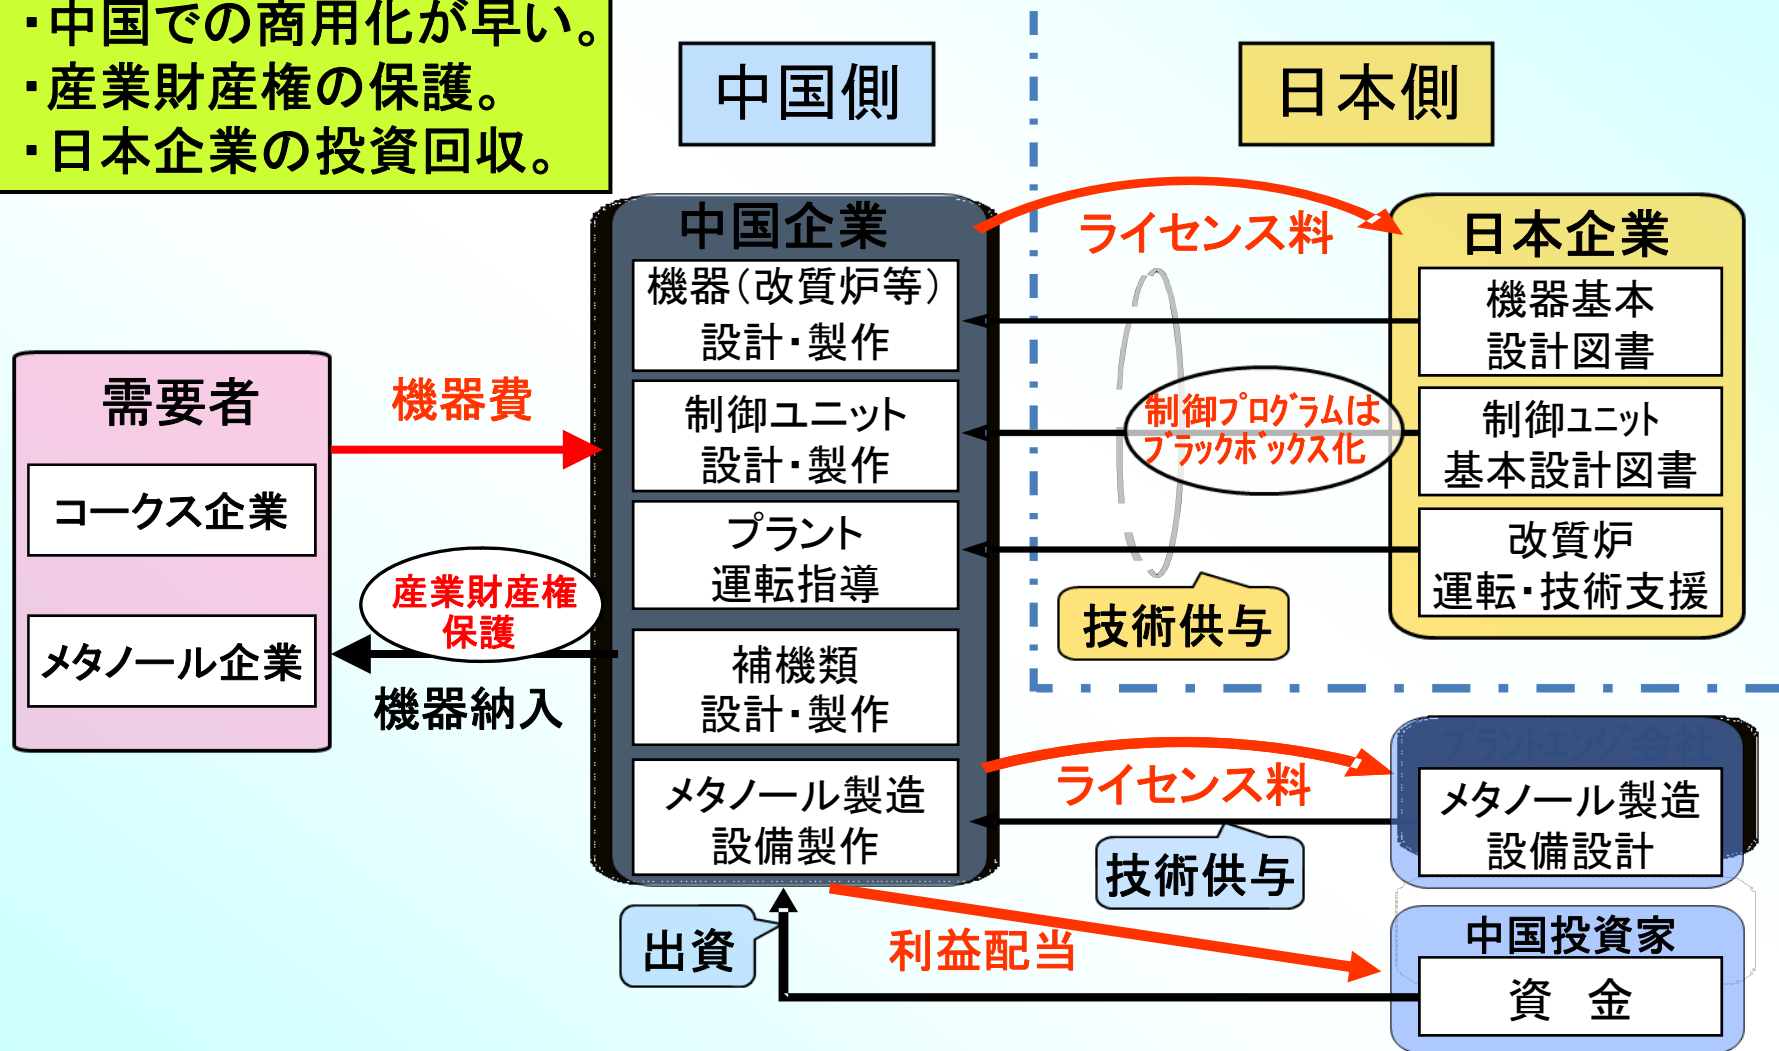 ・中国での商用化が早い。
・産業財産権の保護。
・日本企業の投資回収。
中国側
日本側
中国企業
機器(改質炉等)
設計・製作
制御ユニット
設計・製作
プラント
運転指導
補機類
設計・製作
メタノール製造
設備製作
ライセンス料
日本企業
機器基本
設計図書
制御ユニット
基本設計図書
改質炉
運転・技術支援
制御プログラムは
ブラックボックス化
技術供与
需要者
コークス企業
メタノール企業
機器費
産業財産権
保護
機器納入
ライセンス料
技術供与
プラントエンジ会社
メタノール製造
設備設計
出資
利益配当
中国投資家
資 金